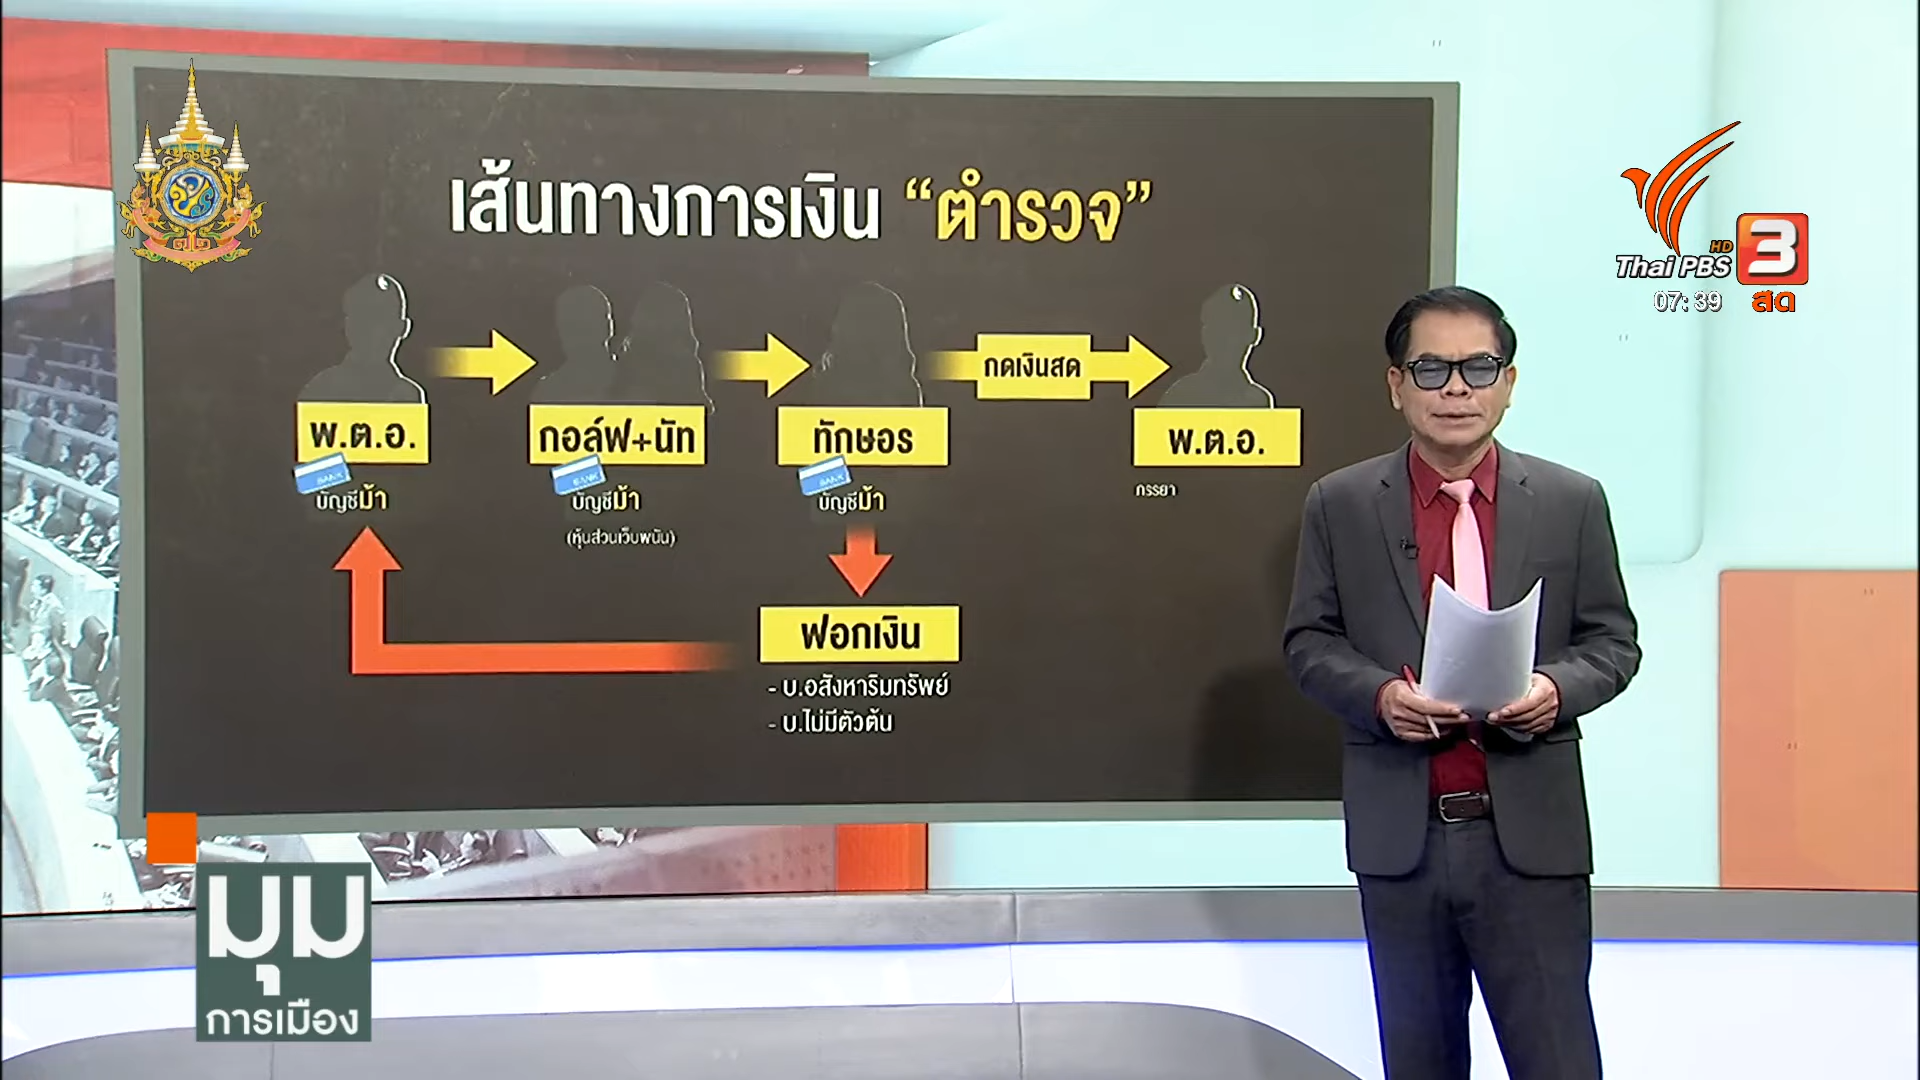 เส้นทางการเงิน “ตำรวจ”
HD
Thai PBS 3
07:39 สด
กดเงินสด
พ.ต.อ. กอล์ฟ+นัท ทักษอร พ.ต.อ.
BANK BANK BANK
บัญชีม้า บัญชีม้า บัญชีม้า กรรยา
(หุ้นส่วนเว็บพนัน)
ฟอกเงิน
- บ.อสังหาริมทรัพย์
- บ.ไม่มีตัวต้น
มุม
การเมือง